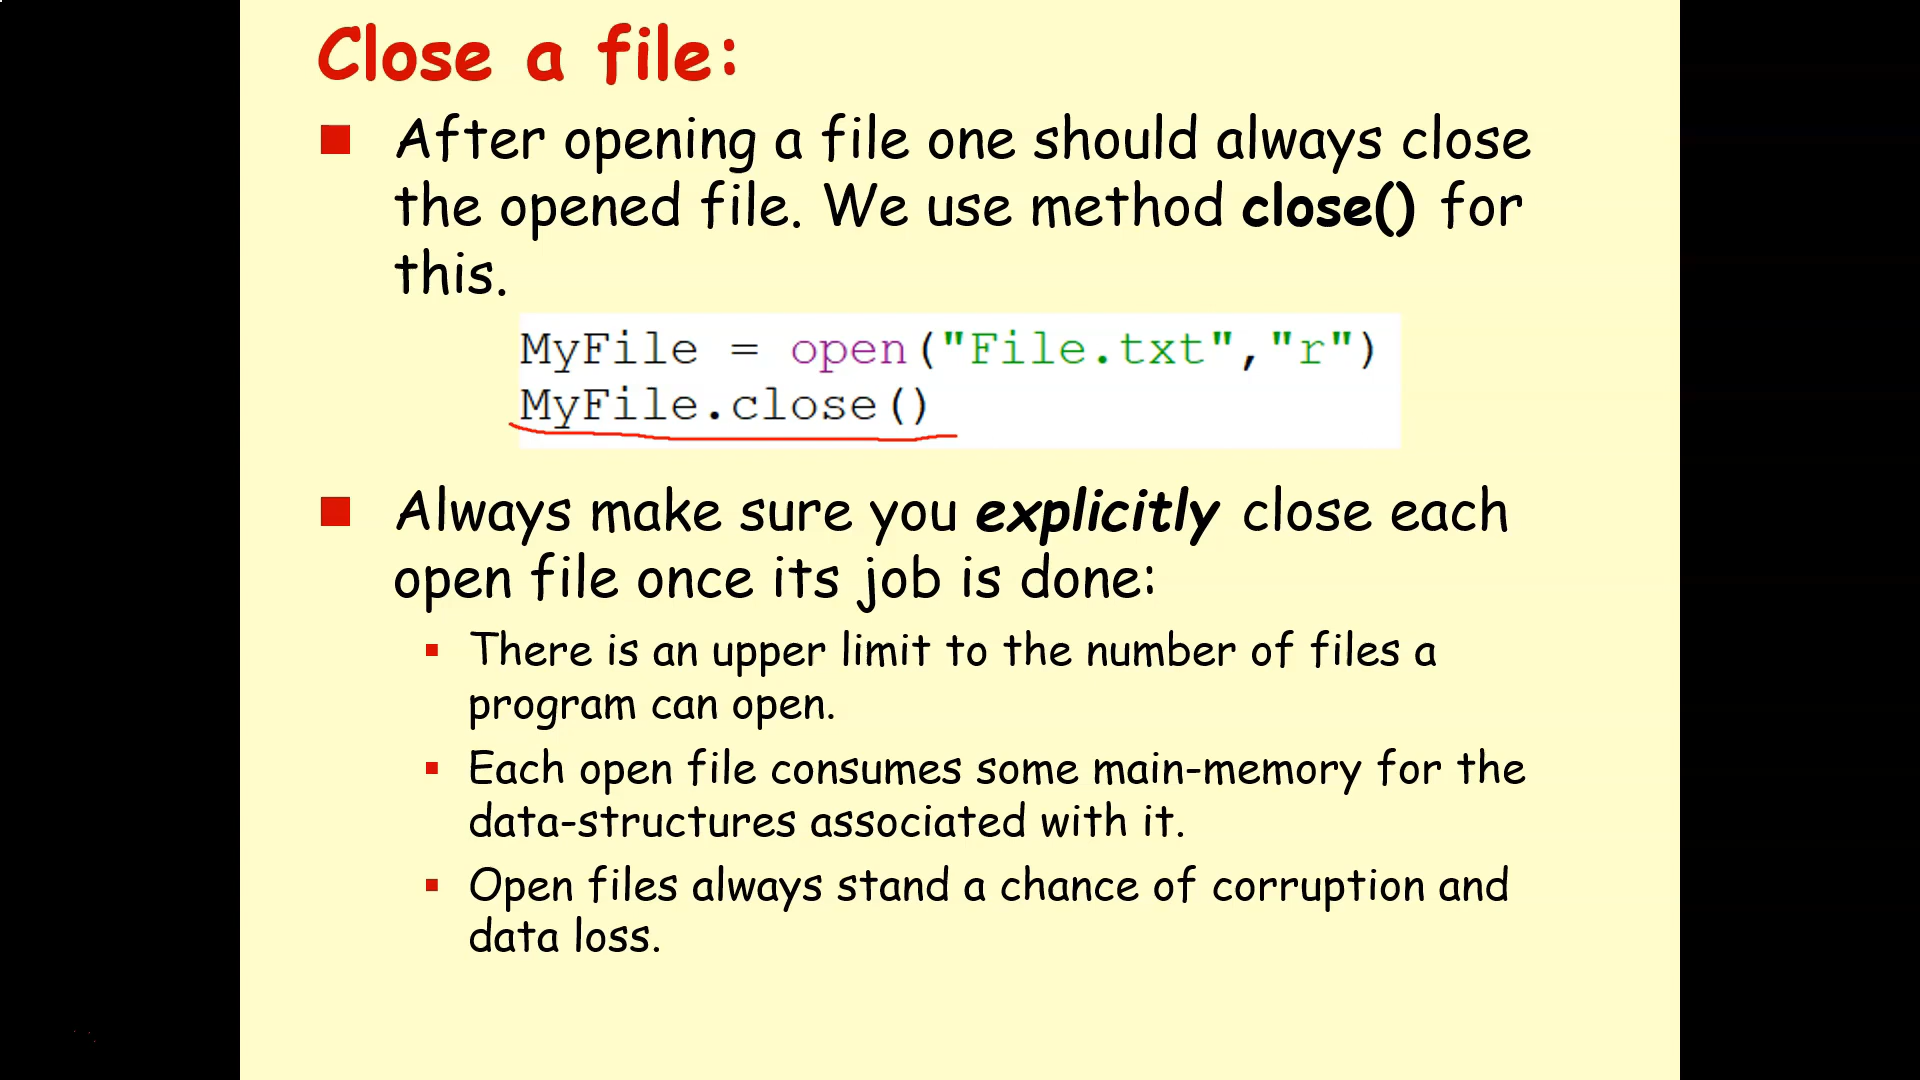 Close a file:
After opening a file one should always close
the opened file. We use method close() for
this.
MyFile = open("File.txt","r")
MyFile.close()
Always make sure you explicitly close each
open file once its job is done:
There is an upper limit to the number of files a
program can open.
Each open file consumes some main-memory for the
data-structures associated with it.
Open files always stand a chance of corruption and
data loss.